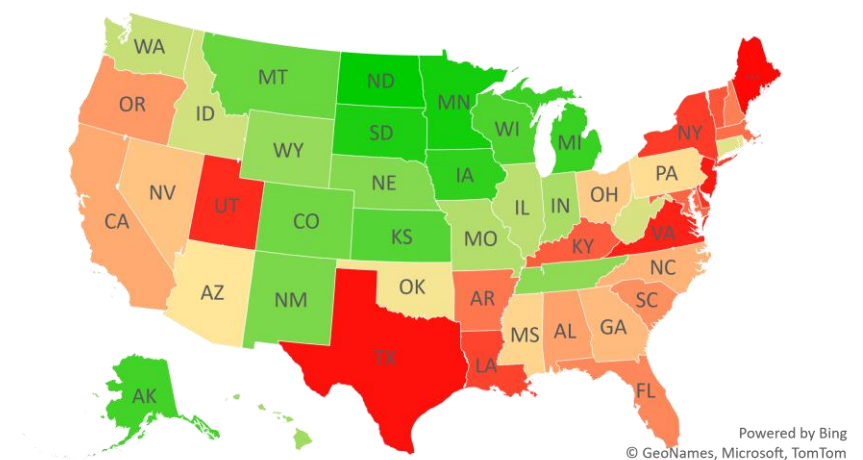 WA
MT
ND
MN
OR
ID
SD
WI
MI
NY
WY
NE
IA
PA
NV
UT
CO
IL
IN
OH
CA
KS
MO
KY
VA
AZ
NM
OK
AR
NC
SC
TX
LA
MS
AL
GA
AK
FL
Powered by Bing
© GeoNames, Microsoft, TomTom